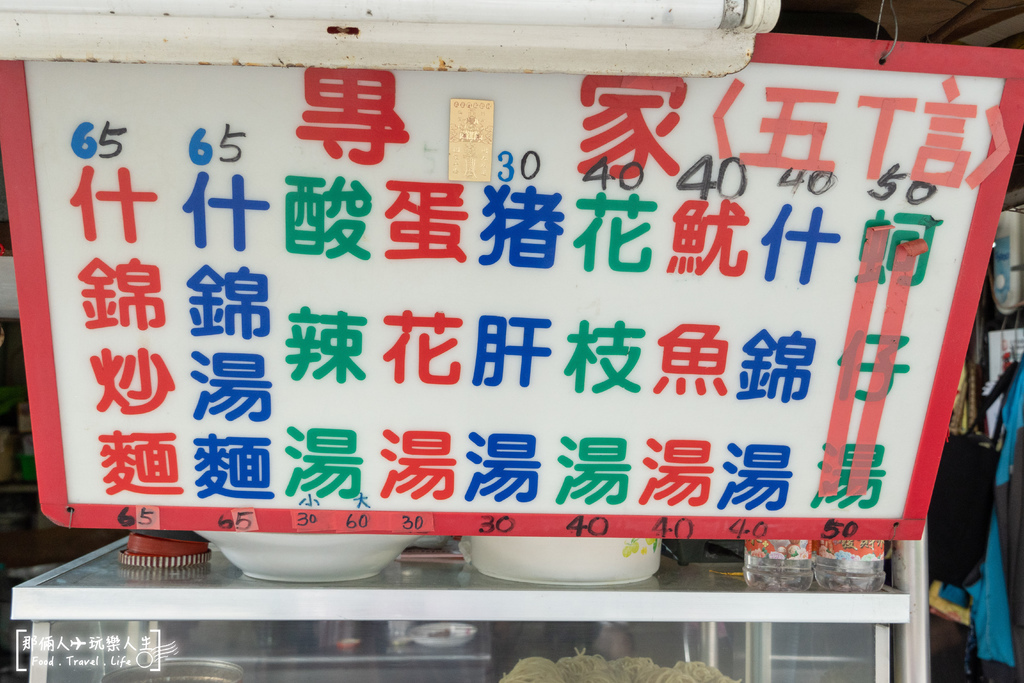 專家〈五丁言〉
65 什錦炒麵
65 什錦湯麵
酸辣湯
蛋花湯
30 豬肝湯
40 花枝湯
40 魷魚湯
40 什錦湯
50 蚵仔湯
小 大
65 65 30 60 30 30 40 40 40 50
那倆人玩樂人生
Food . Travel . Life